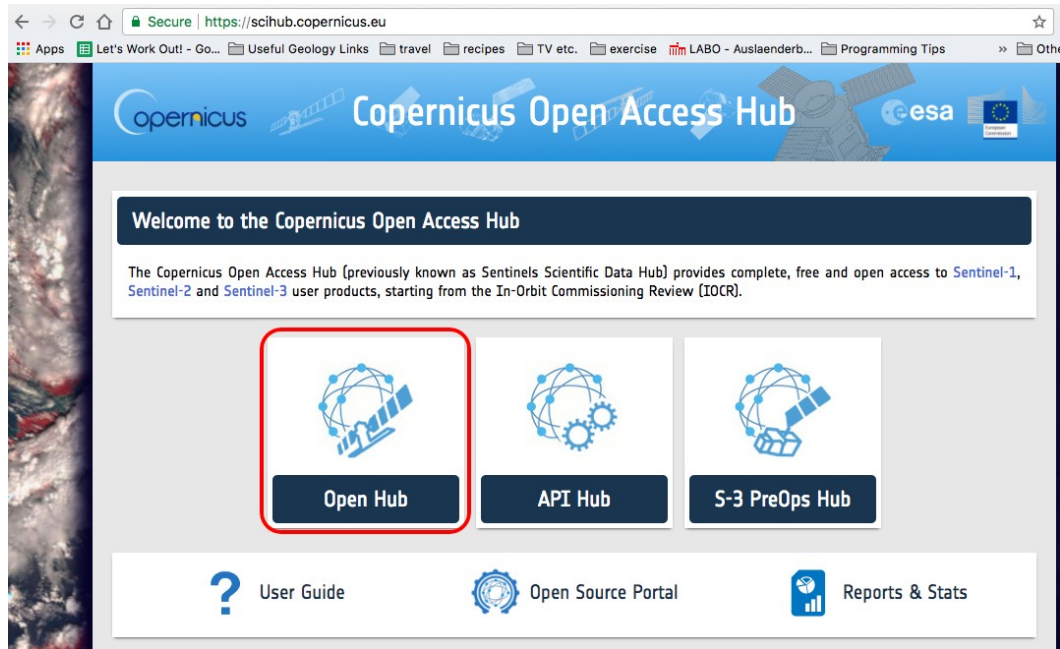 Secure | https://scihub.copernicus.eu
Apps Let's Work Out! - Go... Useful Geology Links travel recipes TV etc. exercise LABO - Auslaenderb... Programming Tips » Othe
opernicus Copernicus Open Access Hub esa
European
Commission
Welcome to the Copernicus Open Access Hub
The Copernicus Open Access Hub (previously known as Sentinels Scientific Data Hub) provides complete, free and open access to Sentinel-1,
Sentinel-2 and Sentinel-3 user products, starting from the In-Orbit Commissioning Review (IOCR).
Open Hub API Hub S-3 PreOps Hub
? User Guide Open Source Portal Reports & Stats